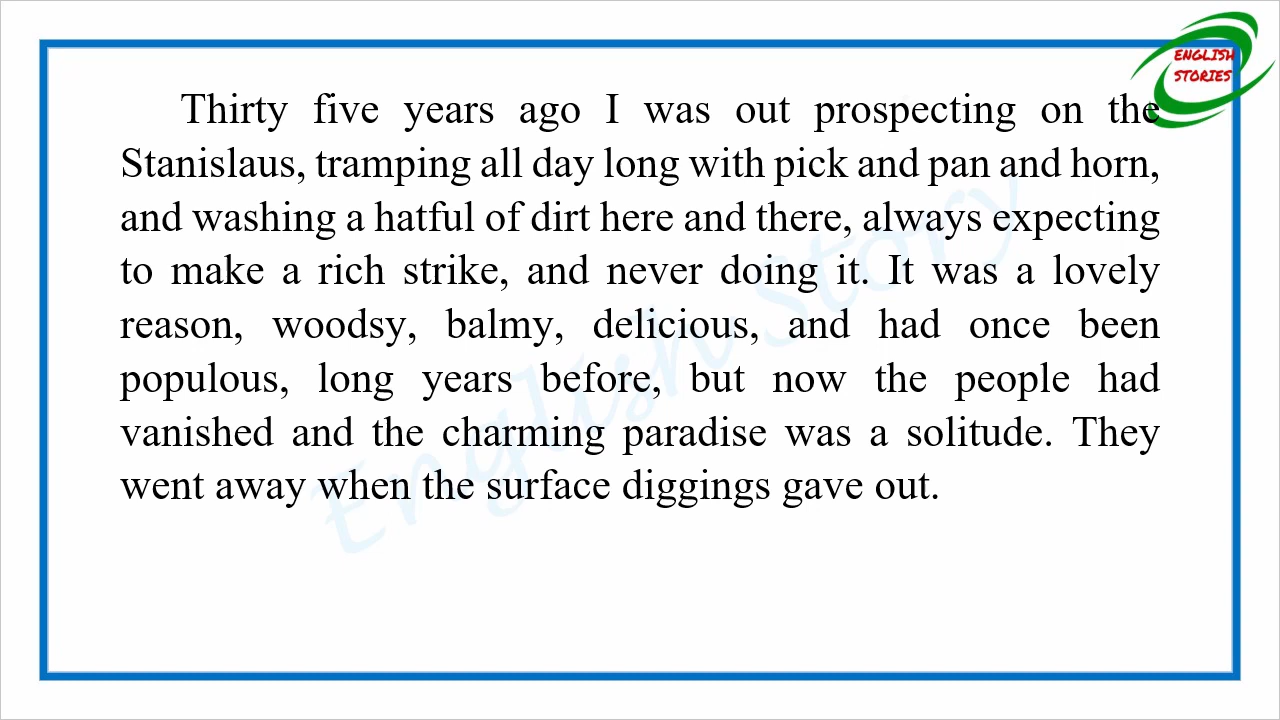 ENGLISH
STORIES
Thirty five years ago I was out prospecting on the
Stanislaus, tramping all day long with pick and pan and horn,
and washing a hatful of dirt here and there, always expecting
to make a rich strike, and never doing it. It was a lovely
reason, woodsy, balmy, delicious, and had once been
populous, long years before, but now the people had
vanished and the charming paradise was a solitude. They
went away when the surface diggings gave out.
English Story